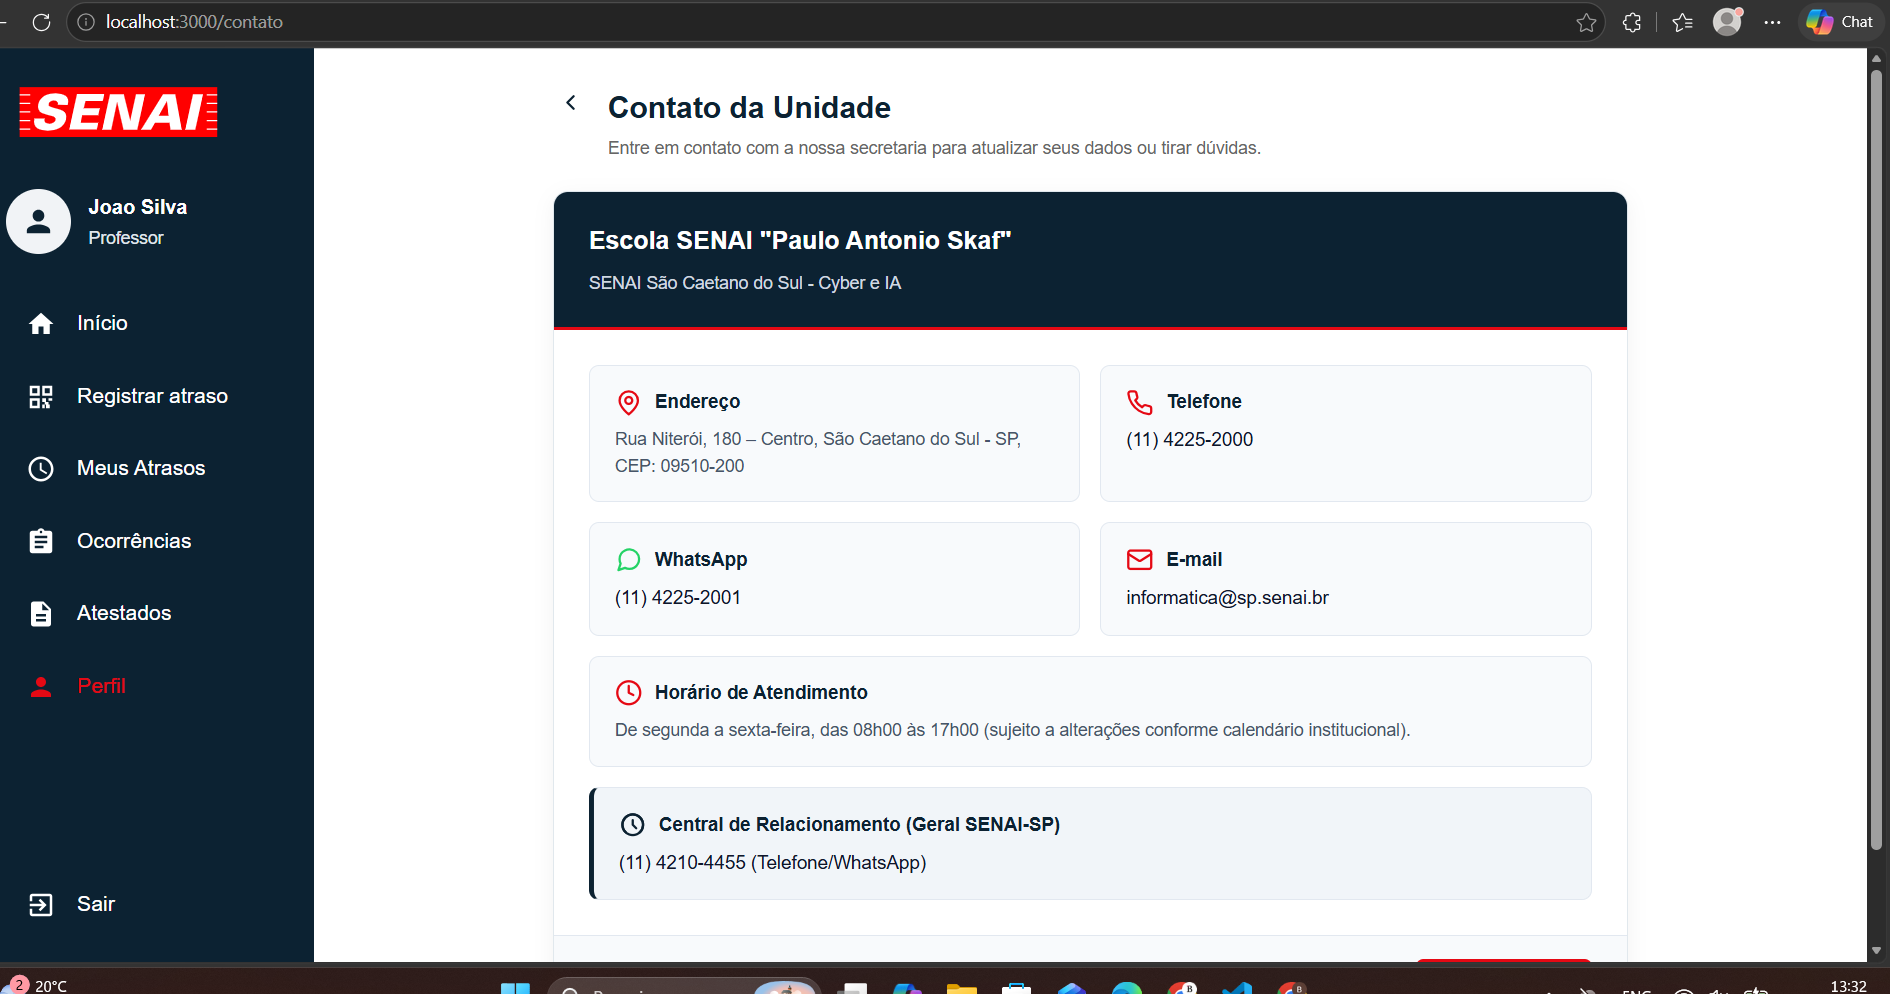 localhost:3000/contato
Chat
SENAI
Joao Silva
Professor
Início
Registrar atraso
Meus Atrasos
Ocorrências
Atestados
Perfil
Sair
Contato da Unidade
Entre em contato com a nossa secretaria para atualizar seus dados ou tirar dúvidas.
Escola SENAI "Paulo Antonio Skaf"
SENAI São Caetano do Sul - Cyber e IA
Endereço
Rua Niterói, 180 – Centro, São Caetano do Sul - SP,
CEP: 09510-200
Telefone
(11) 4225-2000
WhatsApp
(11) 4225-2001
E-mail
informatica@sp.senai.br
Horário de Atendimento
De segunda a sexta-feira, das 08h00 às 17h00 (sujeito a alterações conforme calendário institucional).
Central de Relacionamento (Geral SENAI-SP)
(11) 4210-4455 (Telefone/WhatsApp)
2
20°C
B
B
ENG
13:32